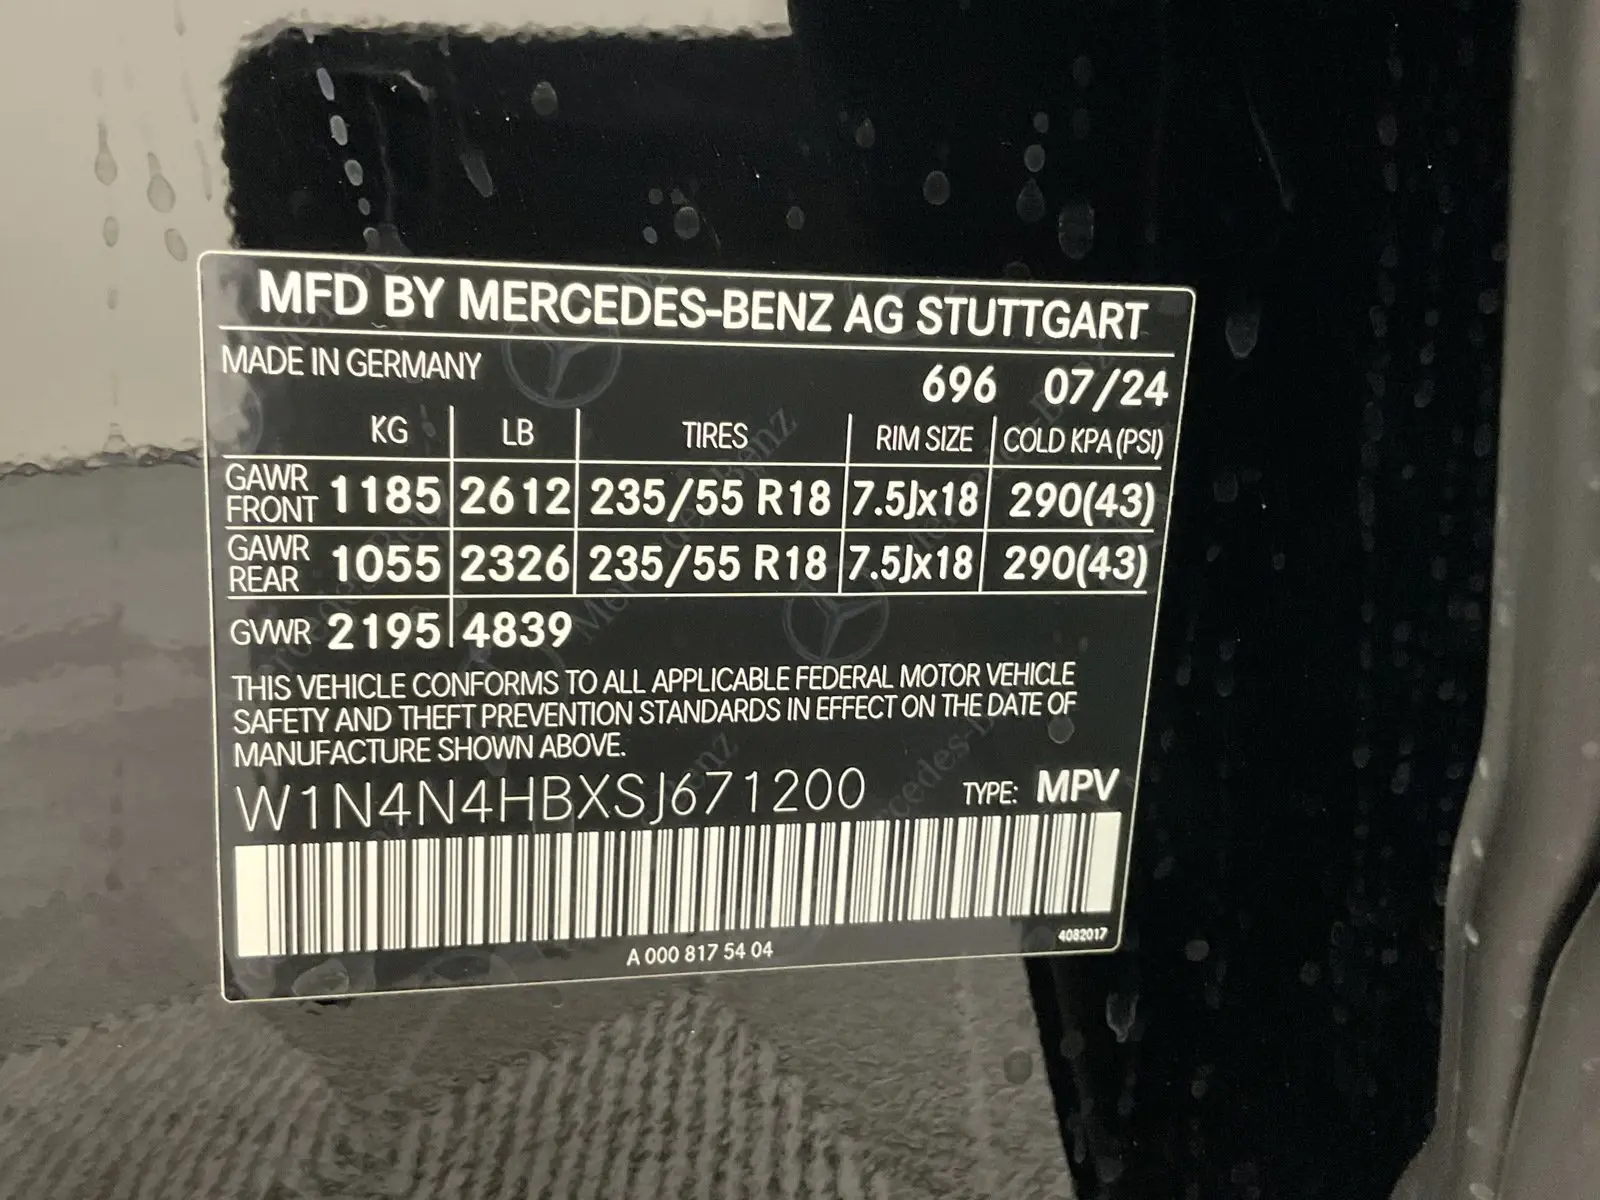 MFD BY MERCEDES-BENZ AG STUTTGART
MADE IN GERMANY
696 07/24
KG LB TIRES RIM SIZE COLD KPA (PSI)
GAWR FRONT 1185 2612 235/55 R18 7.5Jx18 290(43)
GAWR REAR 1055 2326 235/55 R18 7.5Jx18 290(43)
GVWR 2195 4839
THIS VEHICLE CONFORMS TO ALL APPLICABLE FEDERAL MOTOR VEHICLE
SAFETY AND THEFT PREVENTION STANDARDS IN EFFECT ON THE DATE OF
MANUFACTURE SHOWN ABOVE.
W1N4N4HBXSJ671200 TYPE: MPV
A 000 817 54 04
4082017